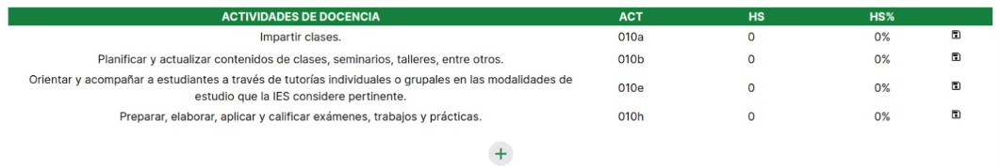 ACTIVIDADES DE DOCENCIA ACT HS HS%
Impartir clases. 010a 0 0%
Planificar y actualizar contenidos de clases, seminarios, talleres, entre otros. 010b 0 0%
Orientar y acompañar a estudiantes a través de tutorías individuales o grupales en las modalidades de
estudio que la IES considere pertinente. 010e 0 0%
Preparar, elaborar, aplicar y calificar exámenes, trabajos y prácticas. 010h 0 0%
+